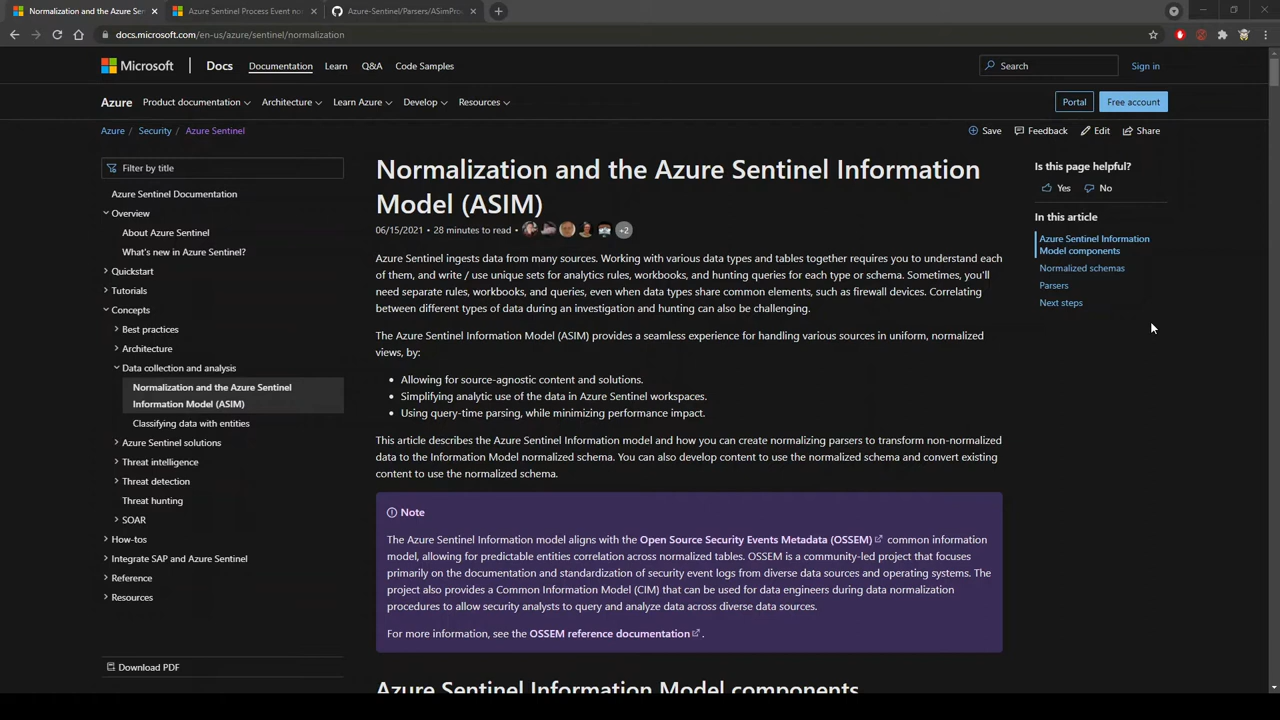 Normalization and the Azure Sen
Azure Sentinel Process Event no
Azure-Sentinel/Parsers/ASimPro
docs.microsoft.com/en-us/azure/sentinel/normalization
Microsoft
Docs
Documentation
Learn
Q&A
Code Samples
Search
Sign in
Azure
Product documentation
Architecture
Learn Azure
Develop
Resources
Portal
Free account
Azure / Security / Azure Sentinel
Save
Feedback
Edit
Share
Filter by title
Azure Sentinel Documentation
Overview
About Azure Sentinel
What's new in Azure Sentinel?
Quickstart
Tutorials
Concepts
Best practices
Architecture
Data collection and analysis
Normalization and the Azure Sentinel
Information Model (ASIM)
Classifying data with entities
Azure Sentinel solutions
Threat intelligence
Threat detection
Threat hunting
SOAR
How-tos
Integrate SAP and Azure Sentinel
Reference
Resources
Download PDF
Normalization and the Azure Sentinel Information
Model (ASIM)
06/15/2021 • 28 minutes to read •
+2
Azure Sentinel ingests data from many sources. Working with various data types and tables together requires you to understand each
of them, and write / use unique sets for analytics rules, workbooks, and hunting queries for each type or schema. Sometimes, you'll
need separate rules, workbooks, and queries, even when data types share common elements, such as firewall devices. Correlating
between different types of data during an investigation and hunting can also be challenging.
The Azure Sentinel Information Model (ASIM) provides a seamless experience for handling various sources in uniform, normalized
views, by:
• Allowing for source-agnostic content and solutions.
• Simplifying analytic use of the data in Azure Sentinel workspaces.
• Using query-time parsing, while minimizing performance impact.
This article describes the Azure Sentinel Information model and how you can create normalizing parsers to transform non-normalized
data to the Information Model normalized schema. You can also develop content to use the normalized schema and convert existing
content to use the normalized schema.
Note
The Azure Sentinel Information model aligns with the Open Source Security Events Metadata (OSSEM) common information
model, allowing for predictable entities correlation across normalized tables. OSSEM is a community-led project that focuses
primarily on the documentation and standardization of security event logs from diverse data sources and operating systems. The
project also provides a Common Information Model (CIM) that can be used for data engineers during data normalization
procedures to allow security analysts to query and analyze data across diverse data sources.
For more information, see the OSSEM reference documentation .
Azure Sentinel Information Model components
Is this page helpful?
Yes
No
In this article
Azure Sentinel Information
Model components
Normalized schemas
Parsers
Next steps